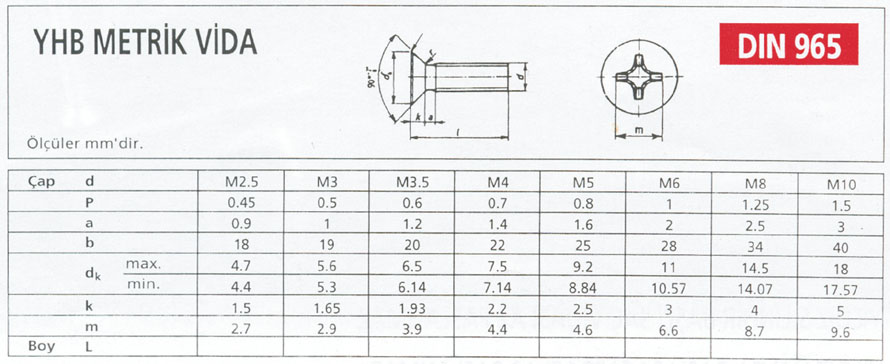 YHB METRİK VİDA
DIN 965
90°+1°
dk
r
d
k
a
l
m
Ölçüler mm'dir.
Çap d M2.5 M3 M3.5 M4 M5 M6 M8 M10
P 0.45 0.5 0.6 0.7 0.8 1 1.25 1.5
a 0.9 1 1.2 1.4 1.6 2 2.5 3
b 18 19 20 22 25 28 34 40
dk max. 4.7 5.6 6.5 7.5 9.2 11 14.5 18
min. 4.4 5.3 6.14 7.14 8.84 10.57 14.07 17.57
k 1.5 1.65 1.93 2.2 2.5 3 4 5
m 2.7 2.9 3.9 4.4 4.6 6.6 8.7 9.6
Boy L